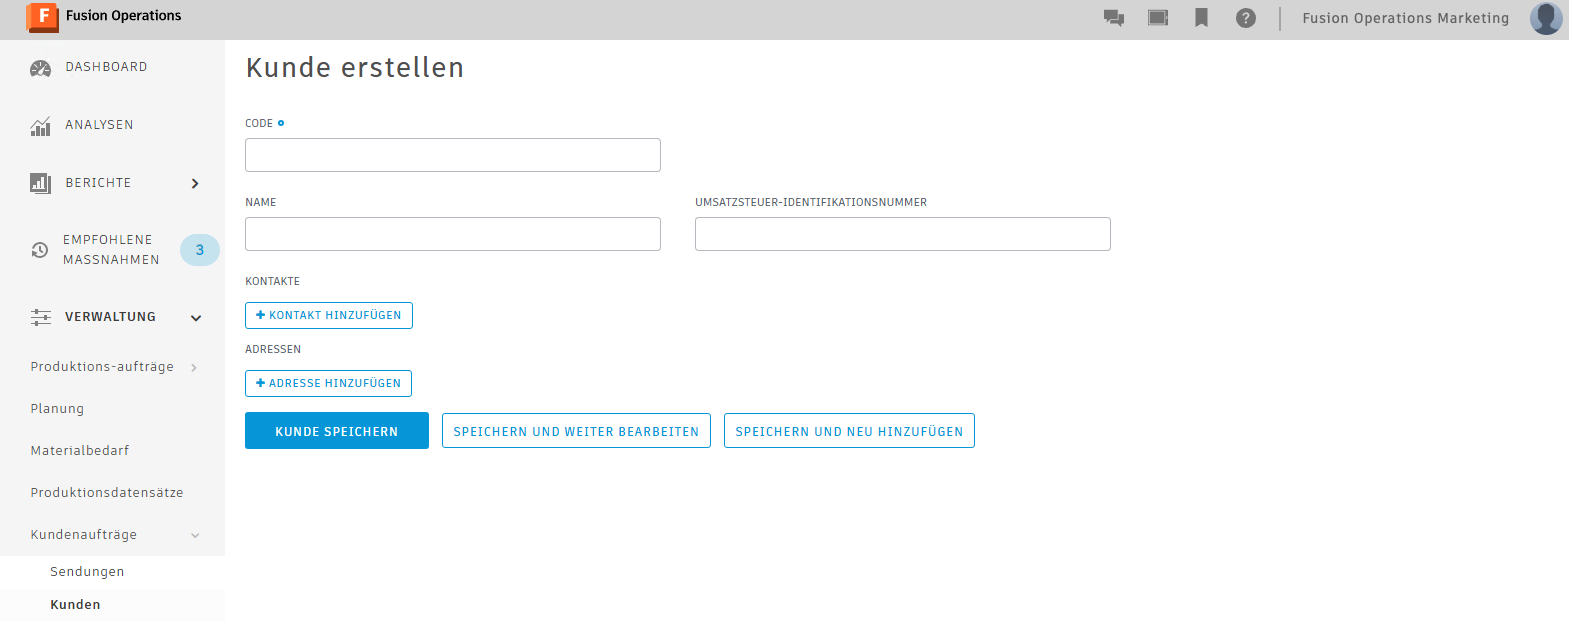 F Fusion Operations
? Fusion Operations Marketing
DASHBOARD
ANALYSEN
BERICHTE
EMPFOHLENE
MASSNAHMEN
3
VERWALTUNG
Produktions-aufträge
Planung
Materialbedarf
Produktionsdatensätze
Kundenaufträge
Sendungen
Kunden
Kunde erstellen
CODE
NAME
UMSATZSTEUER-IDENTIFIKATIONSNUMMER
KONTAKTE
+ KONTAKT HINZUFÜGEN
ADRESSEN
+ ADRESSE HINZUFÜGEN
KUNDE SPEICHERN
SPEICHERN UND WEITER BEARBEITEN
SPEICHERN UND NEU HINZUFÜGEN